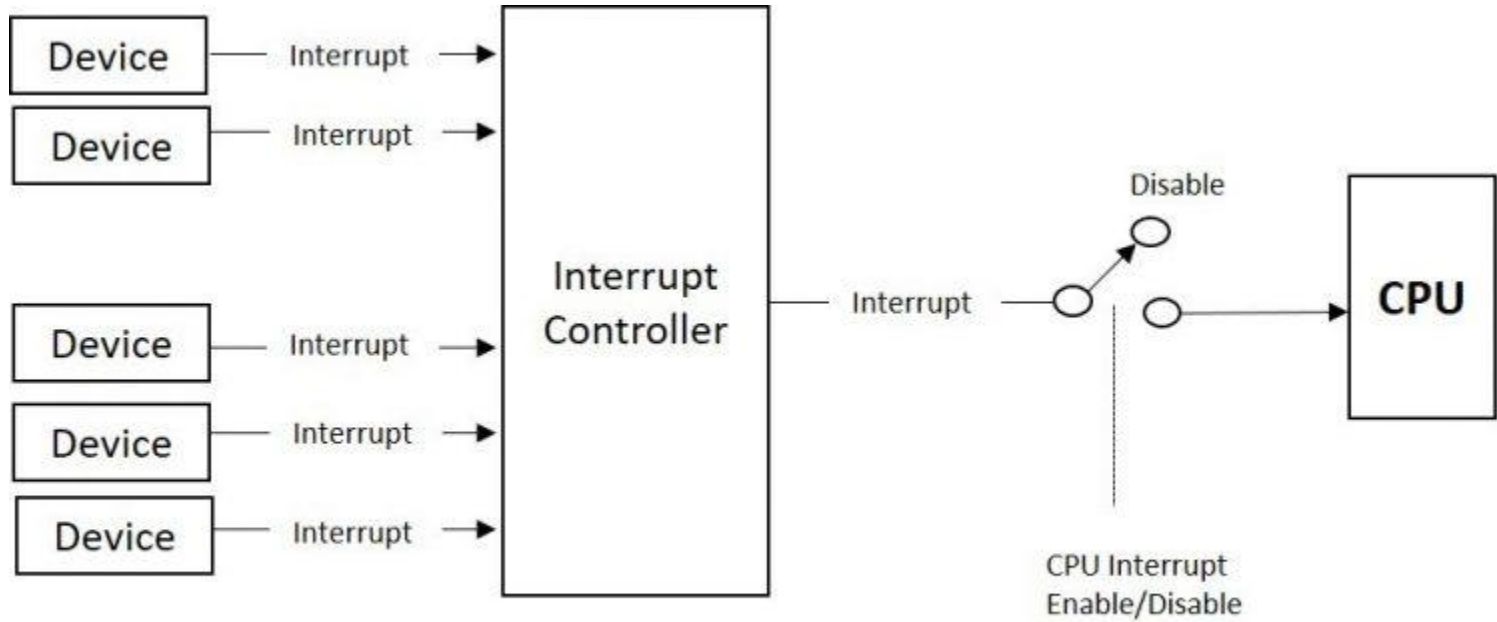 Device
Interrupt
Device
Interrupt
Disable
Interrupt
Controller
Interrupt
CPU
Device
Interrupt
Device
Interrupt
Device
Interrupt
CPU Interrupt
Enable/Disable